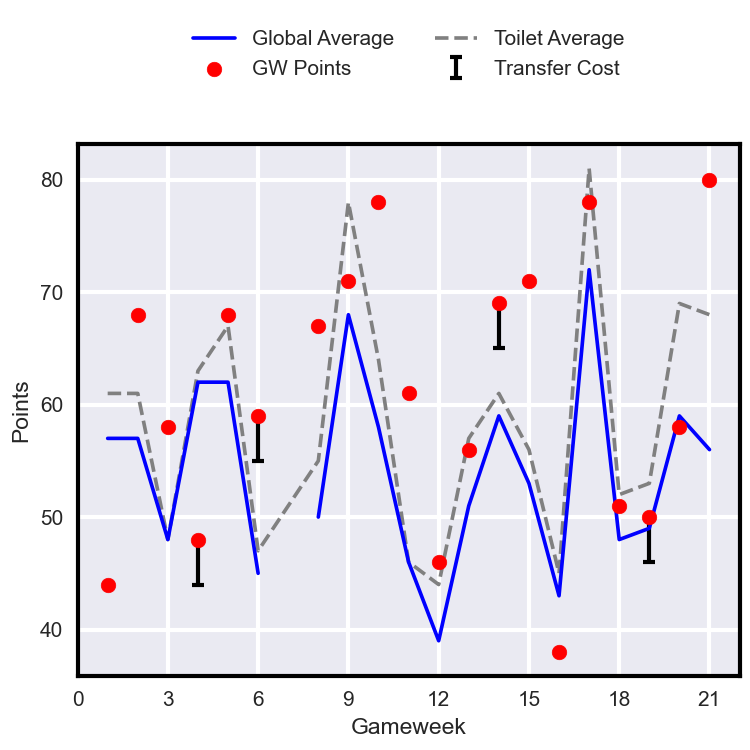 Global Average Toilet Average
GW Points Transfer Cost
80
70
60
50
40
Points
0 3 6 9 12 15 18 21
Gameweek